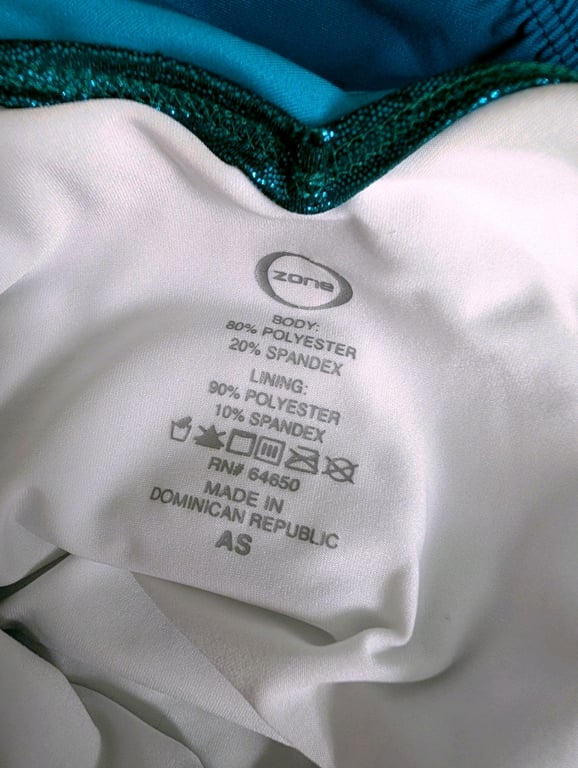 zone
BODY:
80% POLYESTER
20% SPANDEX
LINING:
90% POLYESTER
10% SPANDEX
RN# 64650
MADE IN
DOMINICAN REPUBLIC
AS